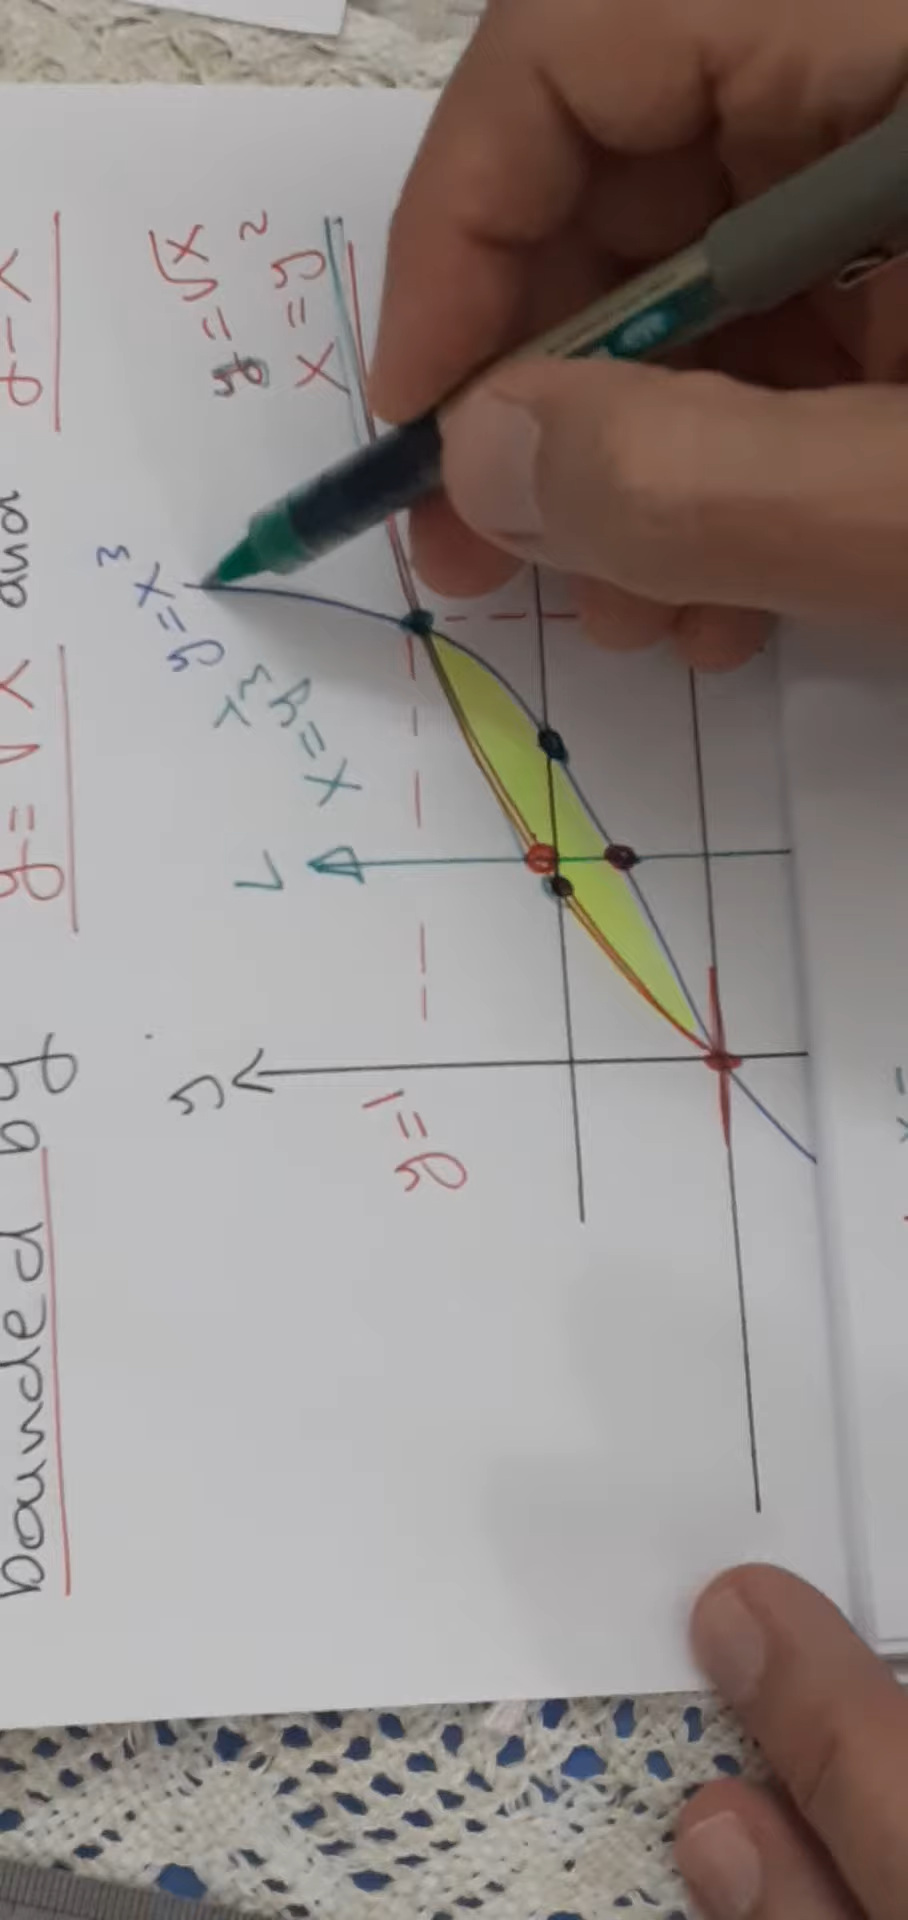 bounded by y = √x and
y = √x
x = y²
y = x³
y = 1
y